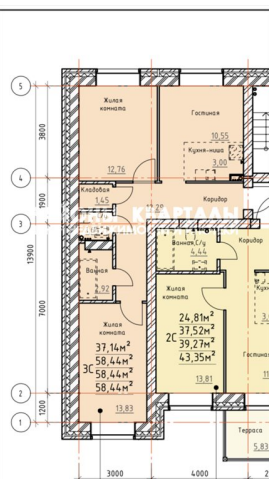 5
Жилая
комната
Гостиная
10.55
Кухня-ниша
3.00
12.76
4
Кладовая
1.45
Коридор
КВАРТАЛЫ
3
Ванная С/у
4.44
Коридор
Ванная
Жилая
комната
Жилая
комната
3С
37,14м²
58,44м²
58,44м²
58,44м²
13.83
2С
24,81м²
37,52м²
39,27м²
43,35м²
13.81
Гостиная
2
1
Терраса
5.83
3800
1900
13900
7000
1200
3000
4000